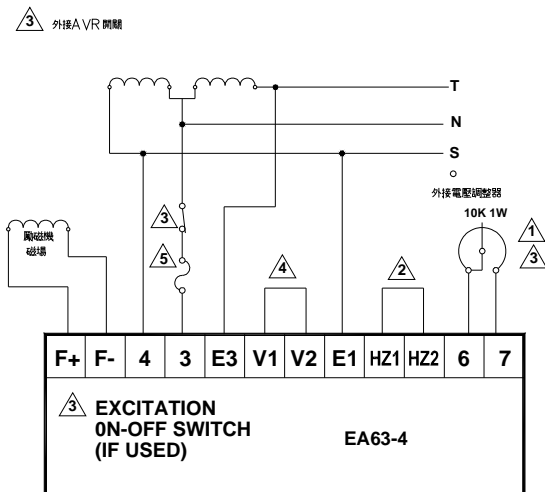 3 外接AVR開關
T
N
S
外接電壓調整器
10K 1W
1
3
3
5
4
2
勵磁機
磁場
F+ F- 4 3 E3 V1 V2 E1 HZ1 HZ2 6 7
3 EXCITATION
0N-OFF SWITCH
(IF USED)
EA63-4